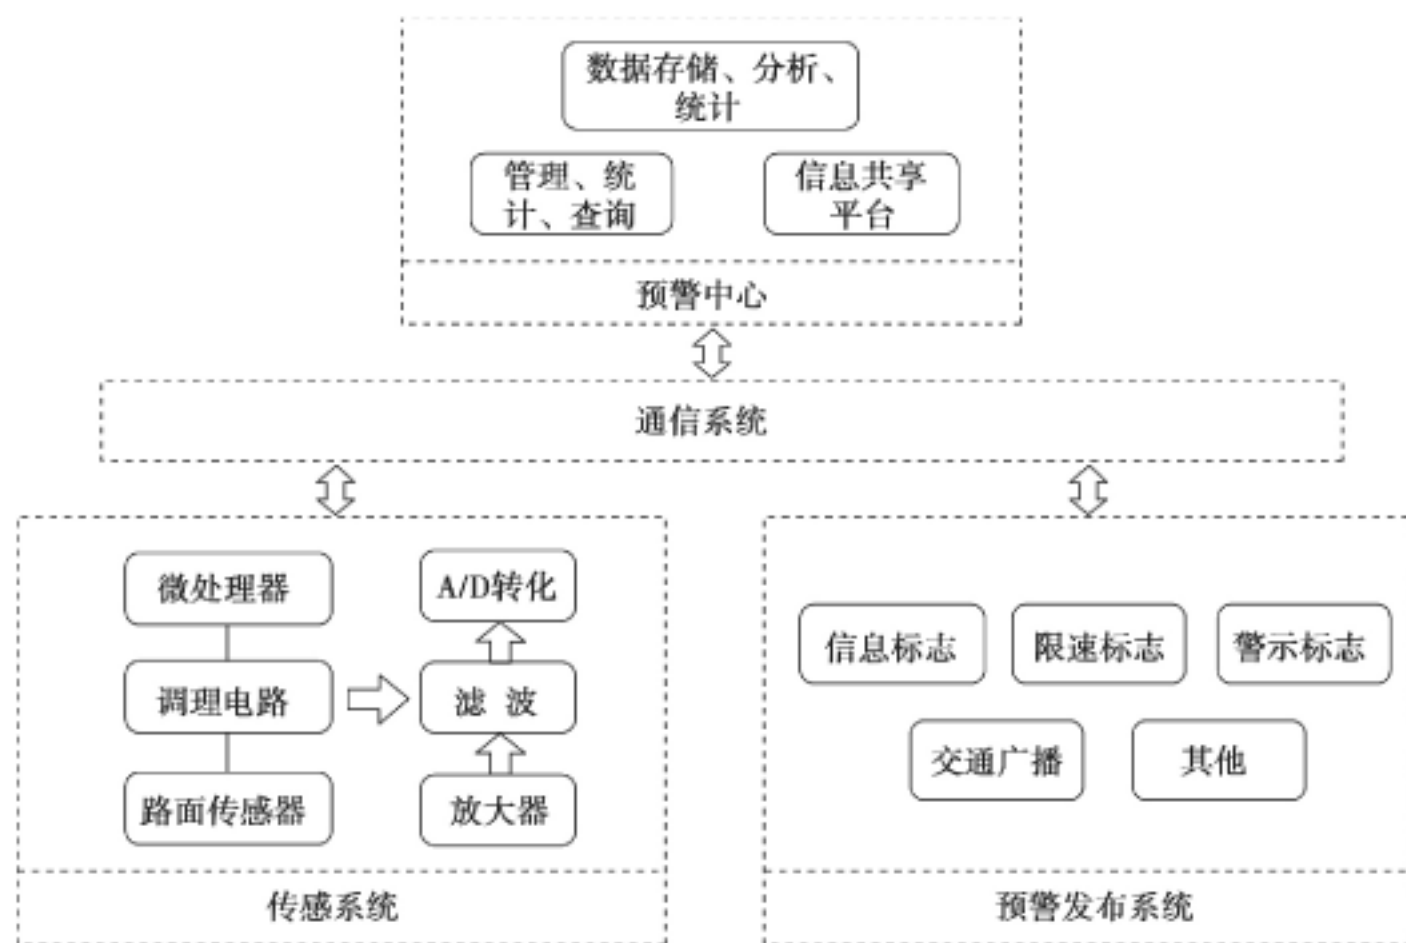 数据存储、分析、
统计
管理、统
计、查询
信息共享
平台
预警中心
通信系统
微处理器
A/D转化
调理电路
滤 波
路面传感器
放大器
传感系统
信息标志
限速标志
警示标志
交通广播
其他
预警发布系统